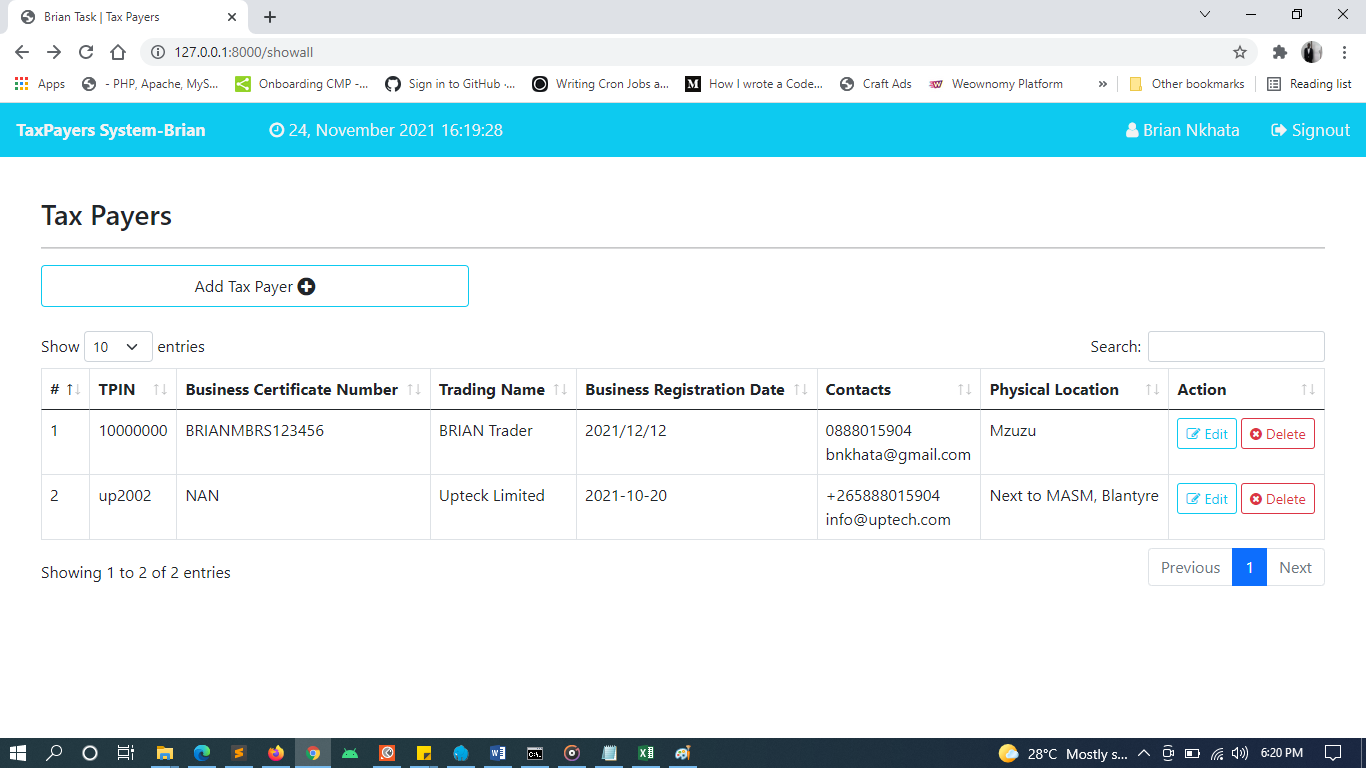 Brian Task | Tax Payers
127.0.0.1:8000/showall
Apps - PHP, Apache, MyS... Onboarding CMP -... Sign in to GitHub ·... Writing Cron Jobs a... How I wrote a Code... Craft Ads Weownomy Platform » Other bookmarks Reading list
TaxPayers System-Brian 24, November 2021 16:19:28 Brian Nkhata Signout
Tax Payers
Add Tax Payer
Show 10 entries Search:
# TPIN Business Certificate Number Trading Name Business Registration Date Contacts Physical Location Action
1 10000000 BRIANMBRS123456 BRIAN Trader 2021/12/12 0888015904 Mzuzu Edit Delete
bnkhata@gmail.com
2 up2002 NAN Upteck Limited 2021-10-20 +265888015904 Next to MASM, Blantyre Edit Delete
info@uptech.com
Showing 1 to 2 of 2 entries Previous 1 Next
28°C Mostly s... 6:20 PM